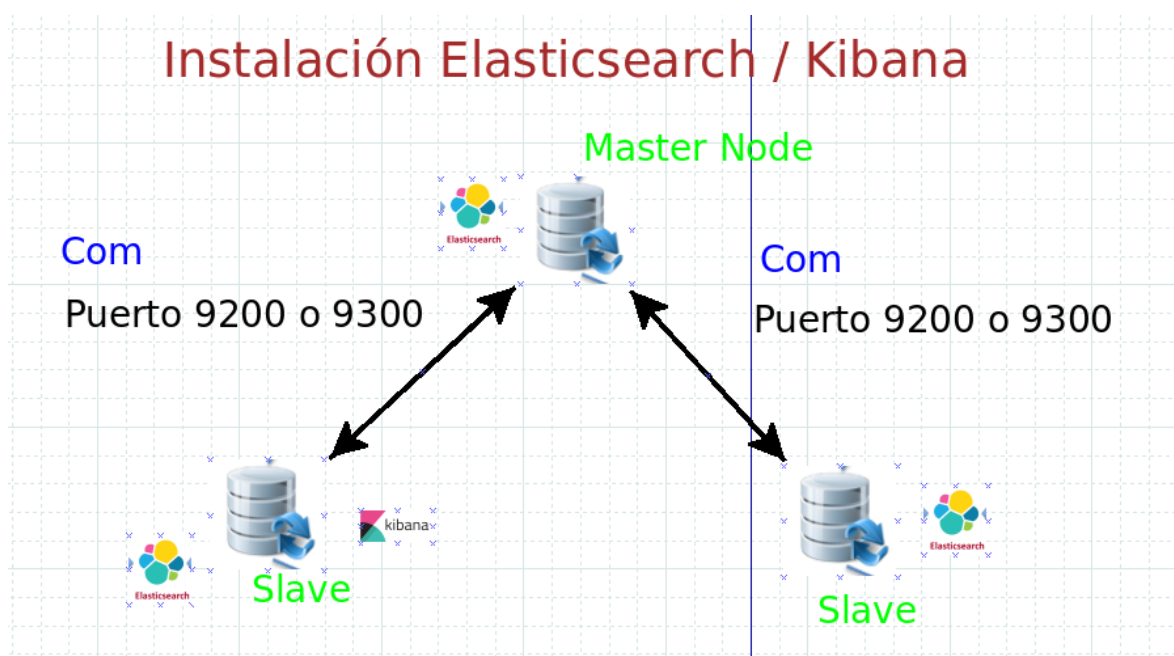 Instalación Elasticsearch / Kibana
Master Node
Elasticsearch
Com
Puerto 9200 o 9300
Com
Puerto 9200 o 9300
kibana
Elasticsearch
Slave
Elasticsearch
Slave